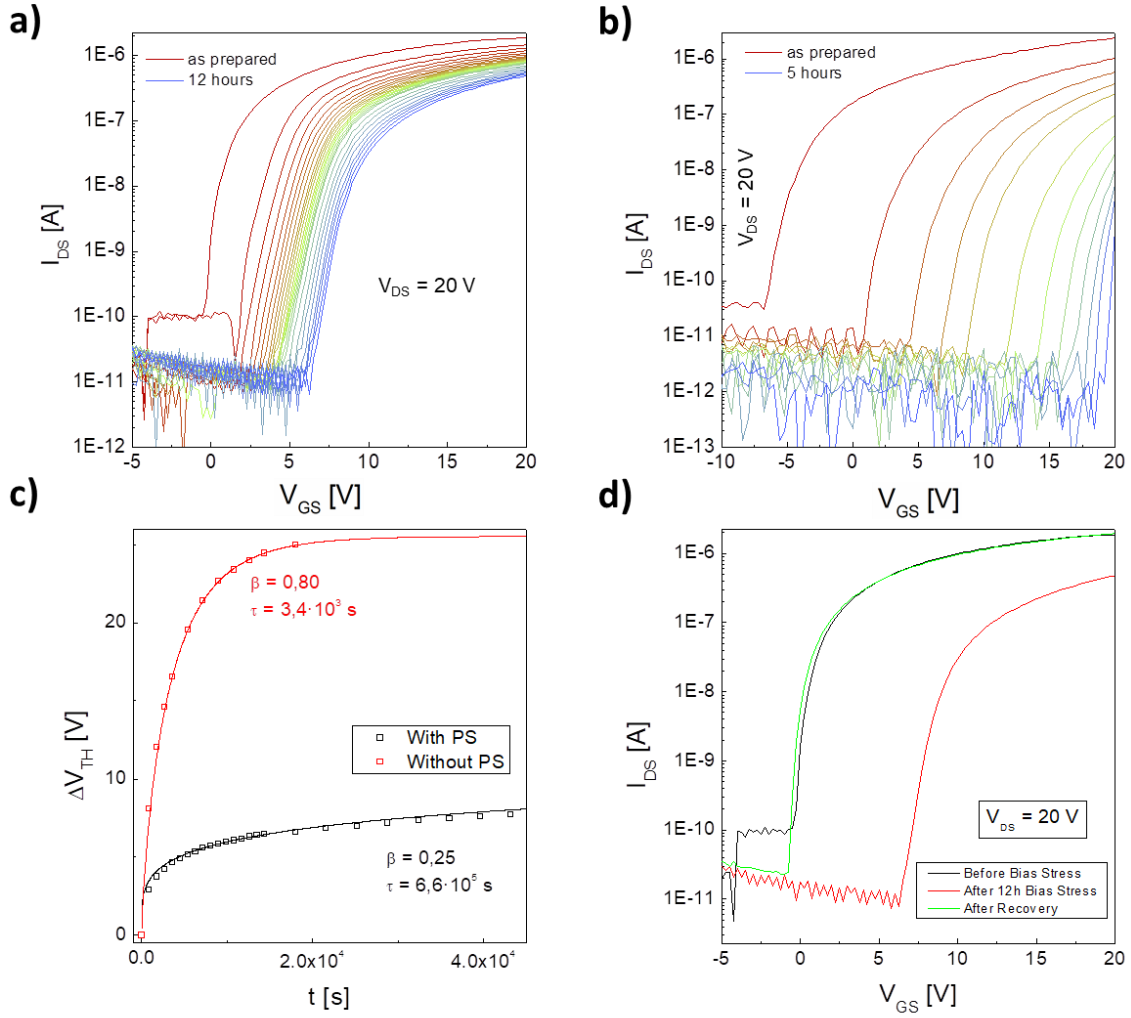 a)
as prepared
12 hours
1E-6
1E-7
1E-8
1E-9
1E-10
1E-11
1E-12
I_DS [A]
V_DS = 20 V
-5
0
5
10
15
20
V_GS [V]
b)
as prepared
5 hours
1E-6
1E-7
1E-8
1E-9
1E-10
1E-11
1E-12
1E-13
I_DS [A]
V_DS = 20 V
-10
-5
0
5
10
15
20
V_GS [V]
c)
β = 0,80
τ = 3,4·10³ s
With PS
Without PS
β = 0,25
τ = 6,6·10⁵ s
20
10
0
ΔV_TH [V]
0.0
2.0x10⁴
4.0x10⁴
t [s]
d)
1E-6
1E-7
1E-8
1E-9
1E-10
1E-11
I_DS [A]
V_DS = 20 V
Before Bias Stress
After 12h Bias Stress
After Recovery
-5
0
5
10
15
20
V_GS [V]